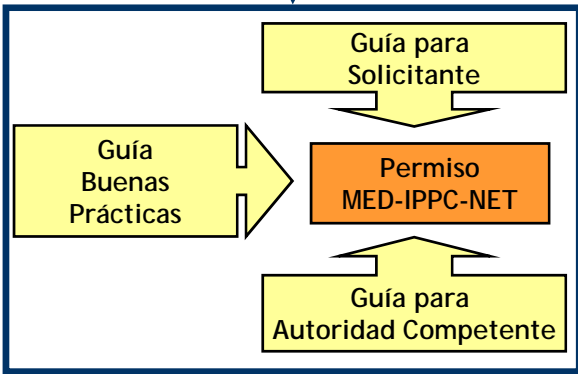 Guía para
Solicitante
Guía
Buenas
Prácticas
Permiso
MED-IPPC-NET
Guía para
Autoridad Competente